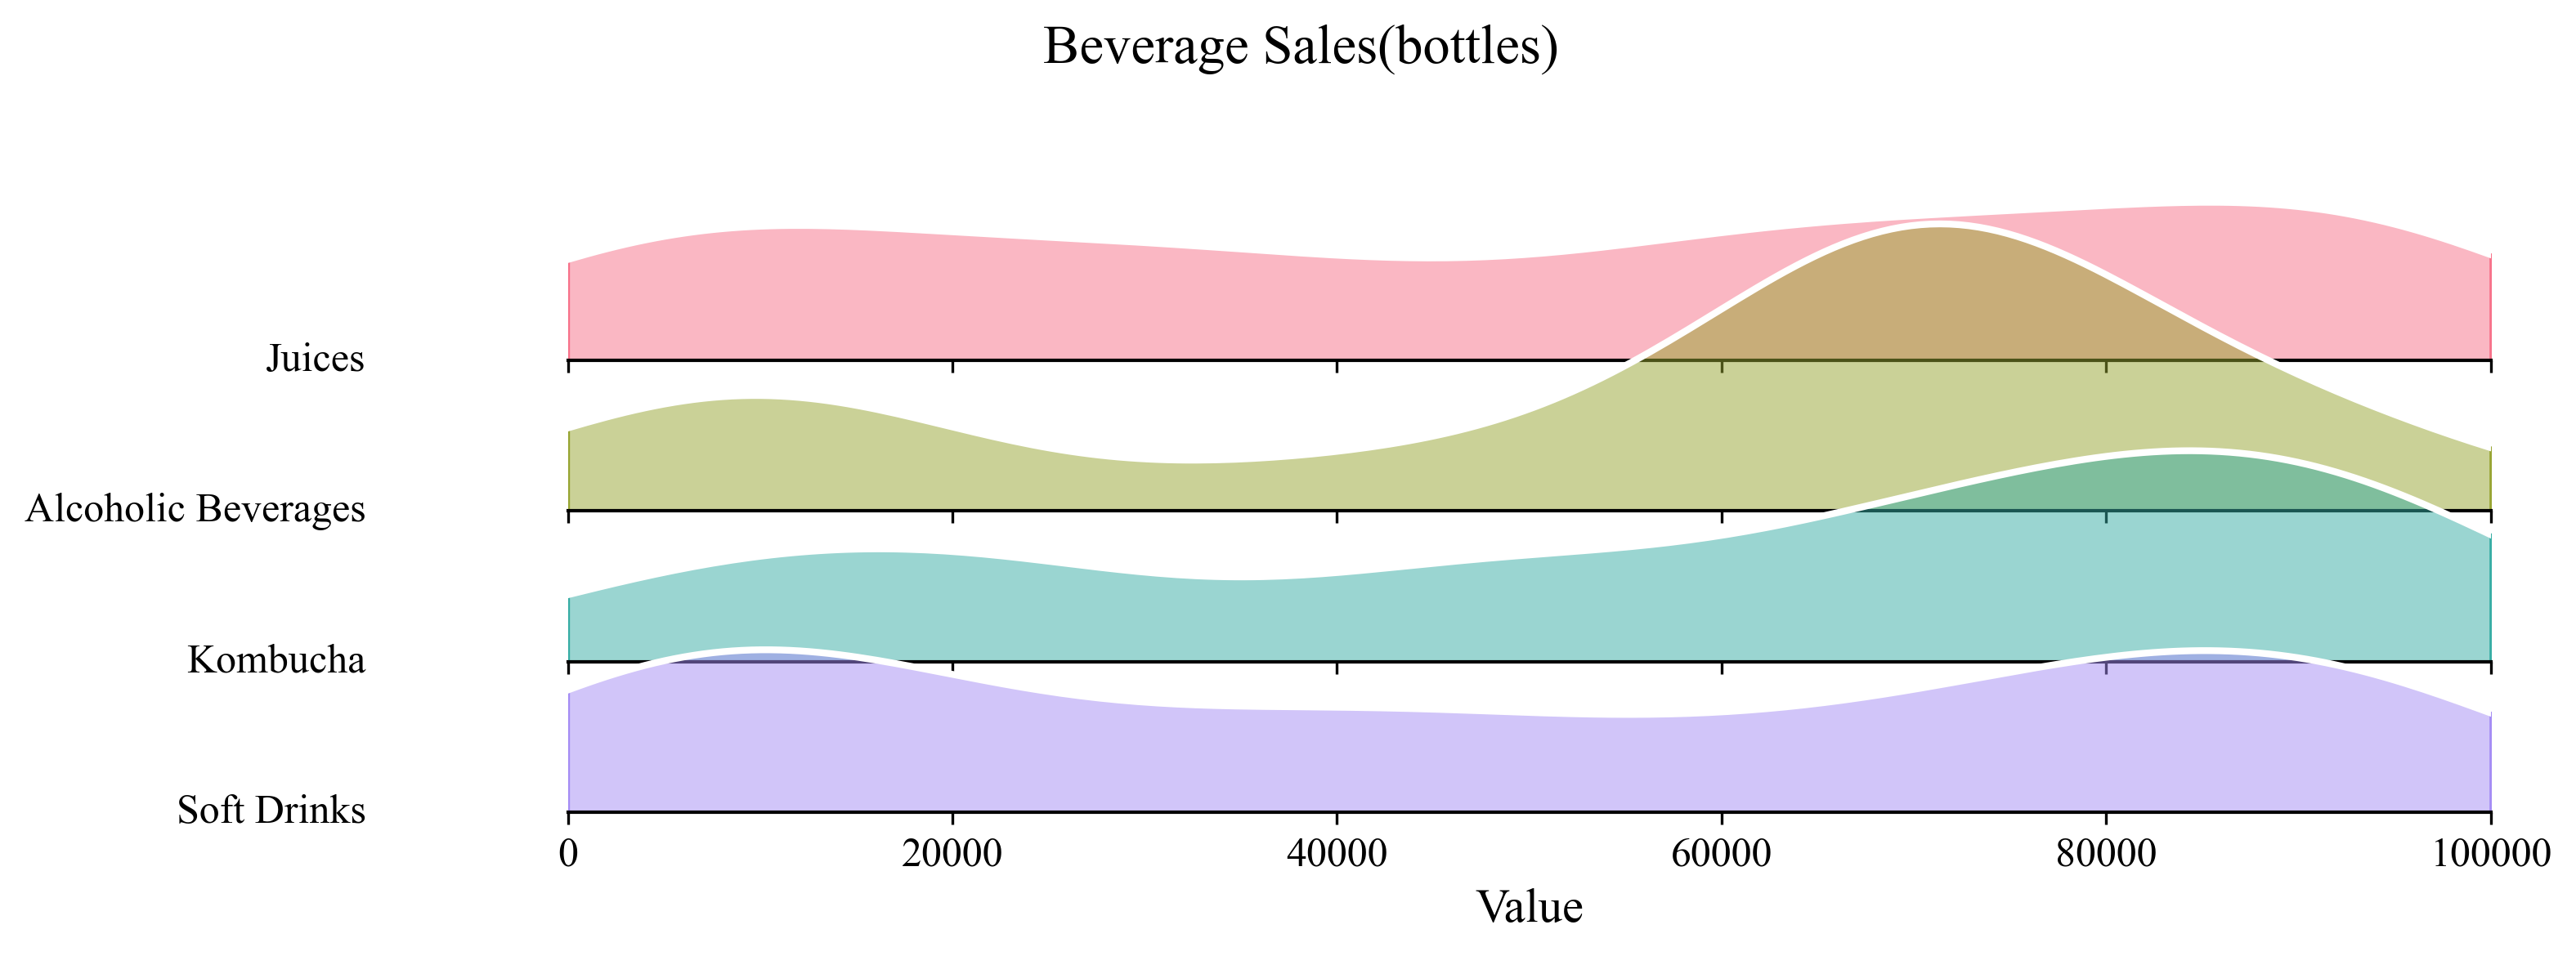 Beverage Sales(bottles)
Juices
Alcoholic Beverages
Kombucha
Soft Drinks
0 20000 40000 60000 80000 100000
Value